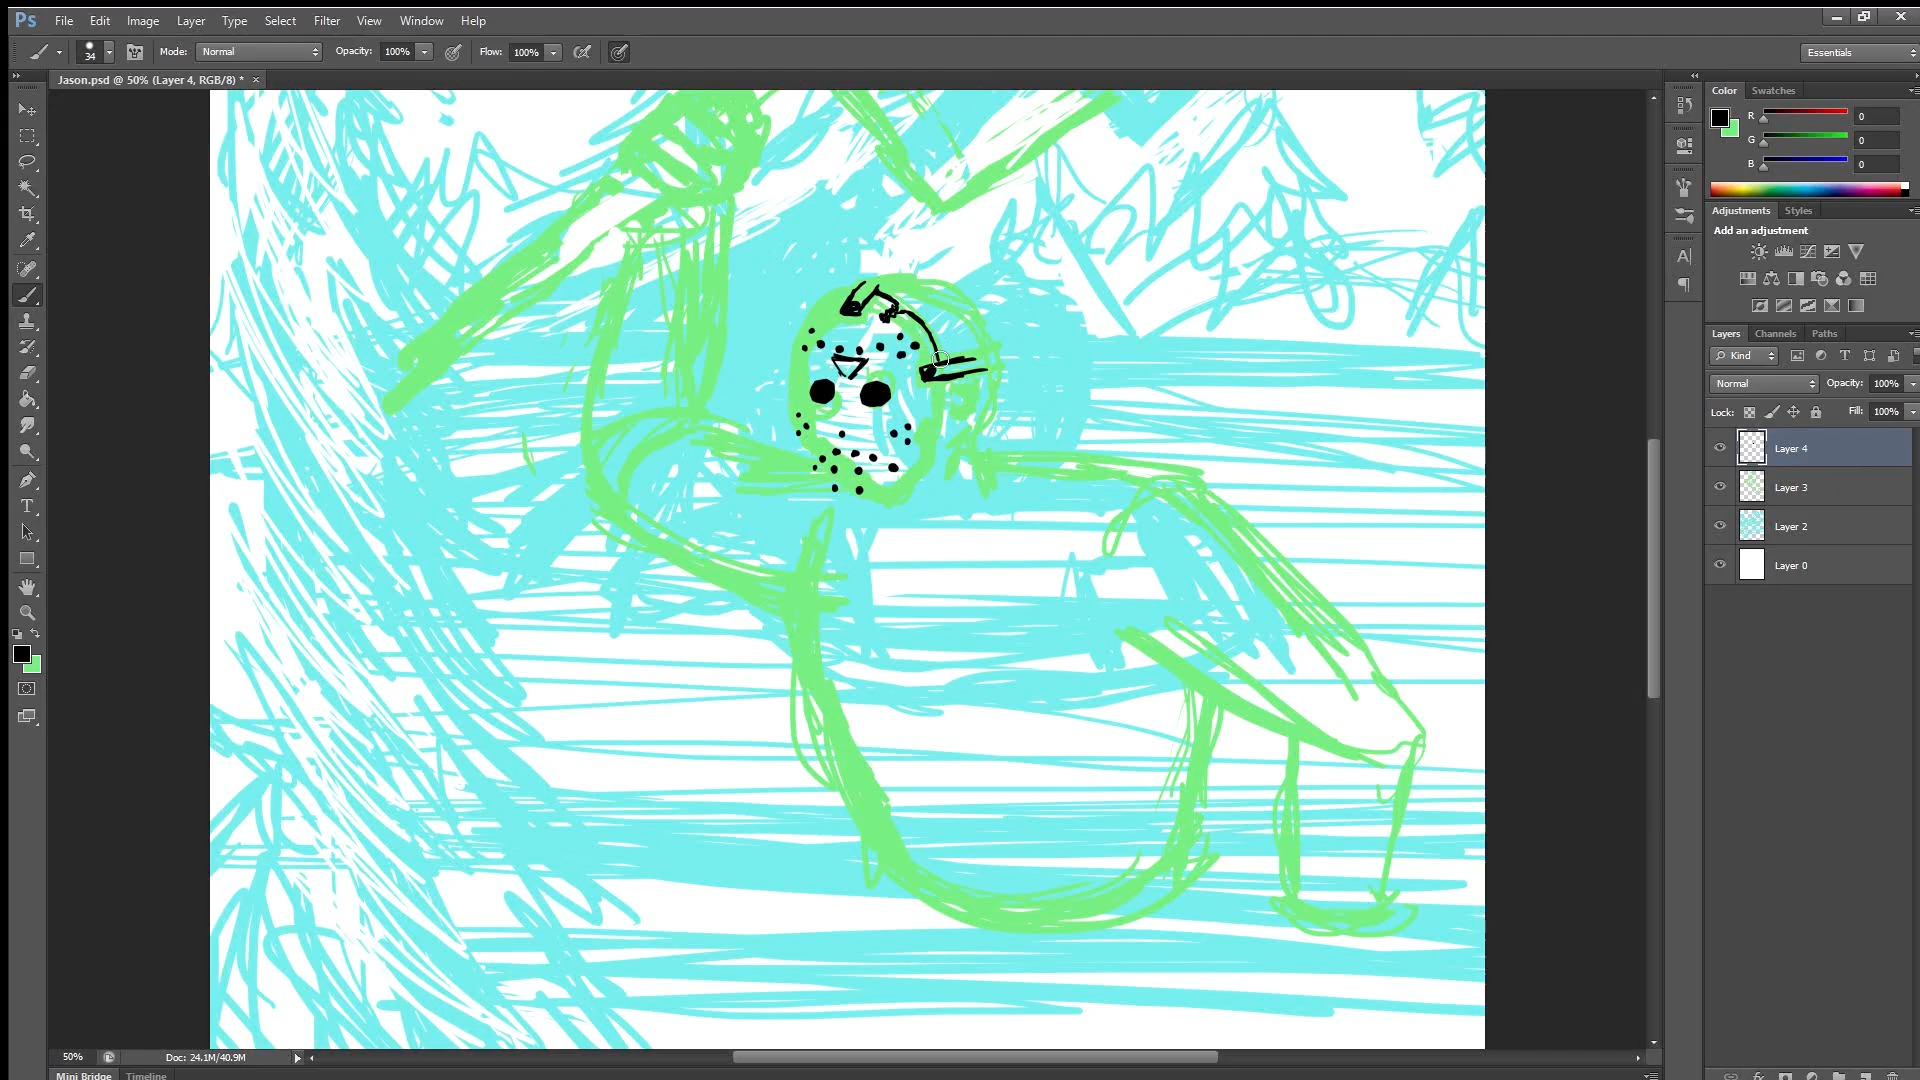 Ps File Edit Image Layer Type Select Filter View Window Help
34 Mode: Normal Opacity: 100% Flow: 100% Essentials
Jason.psd @ 50% (Layer 4, RGB/8) * ×
Color Swatches
R 0
G 0
B 0
Adjustments Styles
Add an adjustment
Layers Channels Paths
Kind
Normal Opacity: 100%
Lock: Fill: 100%
Layer 4
Layer 3
Layer 2
Layer 0
50% Doc: 24.1M/40.9M
Mini Bridge Timeline